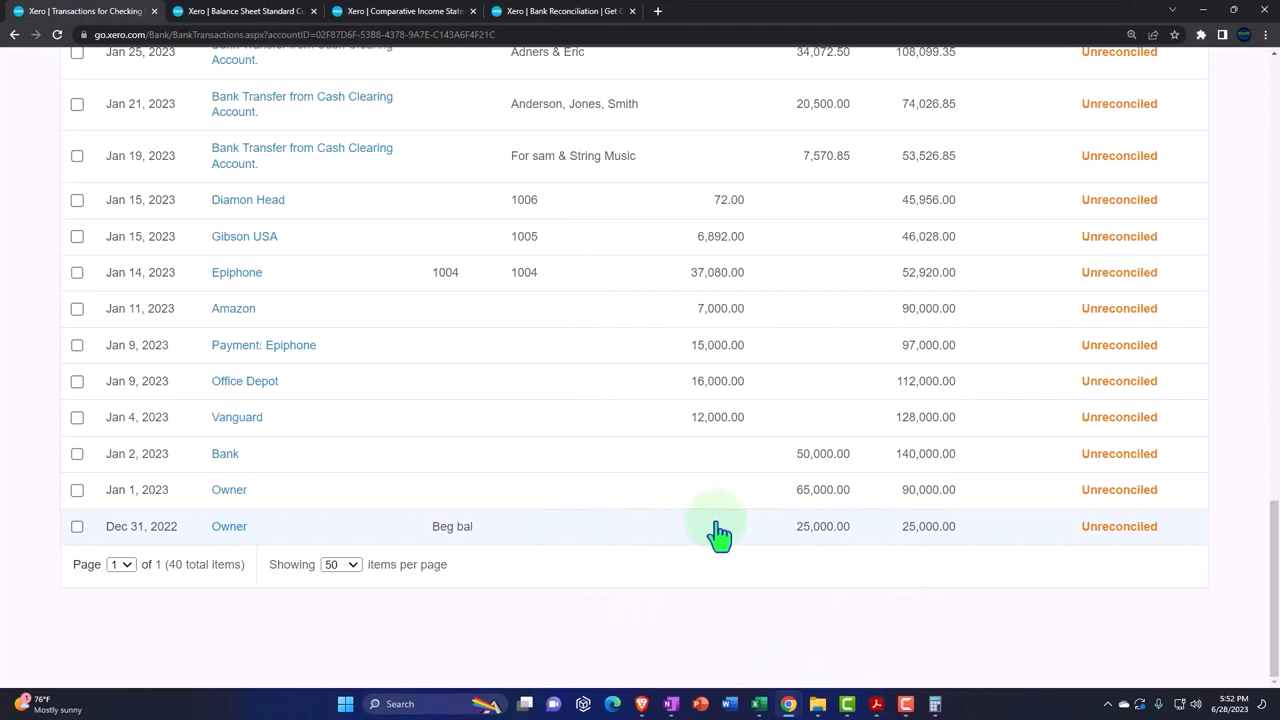 Xero | Transactions for Checking
Xero | Balance Sheet Standard C
Xero | Comparative Income State
Xero | Bank Reconciliation | Get G
go.xero.com/Bank/BankTransactions.aspx?accountID=02F87D6F-53B8-4378-9A7E-C143A6F4F21C
Jan 25, 2023 Bank Transfer from Cash Clearing Adners & Eric 34,072.50 108,099.35 Unreconciled
Account.
Jan 21, 2023 Bank Transfer from Cash Clearing Anderson, Jones, Smith 20,500.00 74,026.85 Unreconciled
Account.
Jan 19, 2023 Bank Transfer from Cash Clearing For sam & String Music 7,570.85 53,526.85 Unreconciled
Account.
Jan 15, 2023 Diamon Head 1006 72.00 45,956.00 Unreconciled
Jan 15, 2023 Gibson USA 1005 6,892.00 46,028.00 Unreconciled
Jan 14, 2023 Epiphone 1004 1004 37,080.00 52,920.00 Unreconciled
Jan 11, 2023 Amazon 7,000.00 90,000.00 Unreconciled
Jan 9, 2023 Payment: Epiphone 15,000.00 97,000.00 Unreconciled
Jan 9, 2023 Office Depot 16,000.00 112,000.00 Unreconciled
Jan 4, 2023 Vanguard 12,000.00 128,000.00 Unreconciled
Jan 2, 2023 Bank 50,000.00 140,000.00 Unreconciled
Jan 1, 2023 Owner 65,000.00 90,000.00 Unreconciled
Dec 31, 2022 Owner Beg bal 25,000.00 25,000.00 Unreconciled
Page 1 of 1 (40 total items) Showing 50 items per page
76°F
Mostly sunny
Search
5:52 PM
6/28/2023